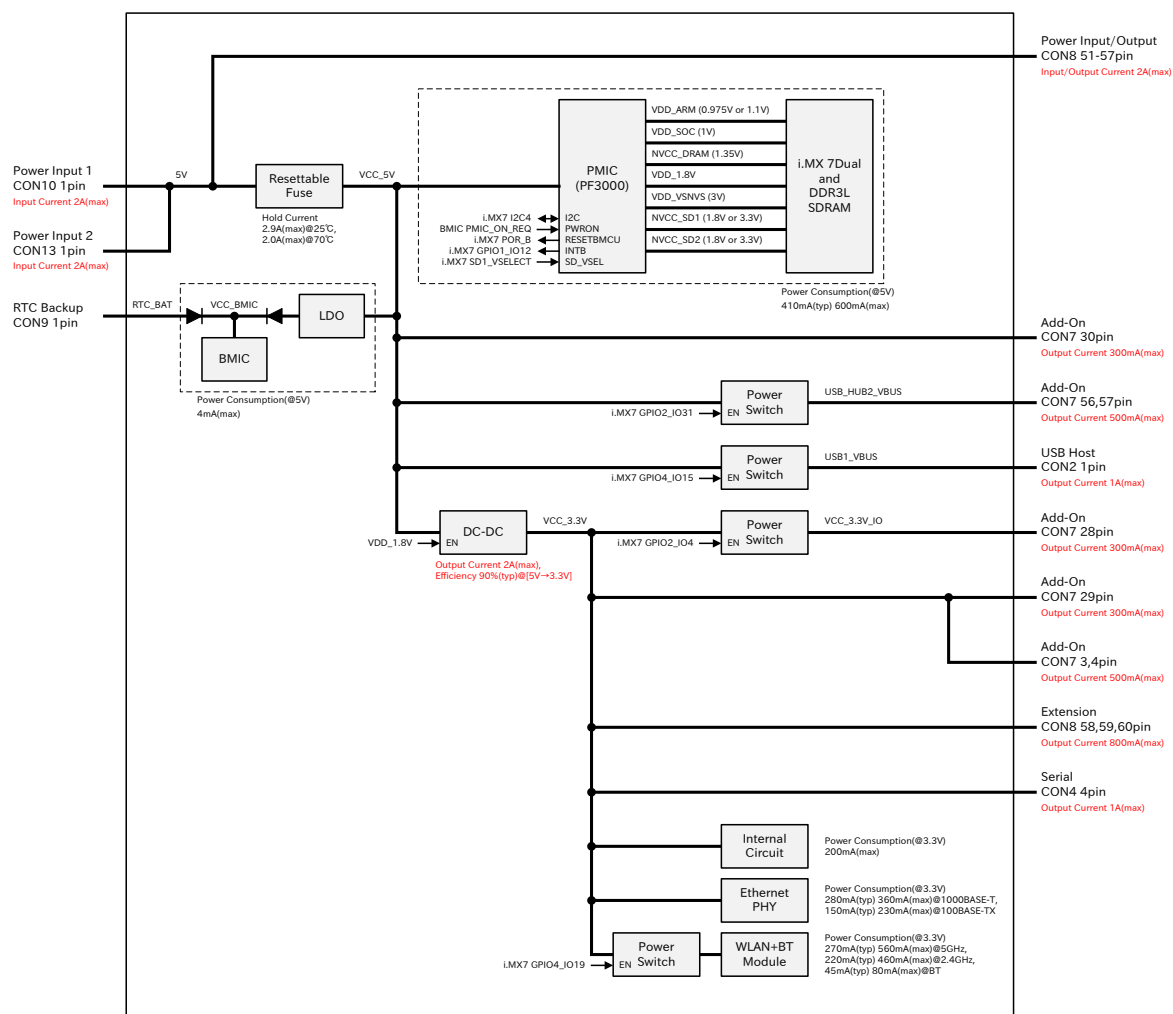 Power Input/Output
CON8 51-57pin
Input/Output Current 2A(max)
Power Input 1
CON10 1pin
Input Current 2A(max)
5V
Resettable
Fuse
Hold Current
2.9A(max)@25℃,
2.0A(max)@70℃
VCC_5V
Power Input 2
CON13 1pin
Input Current 2A(max)
PMIC
(PF3000)
I2C
PWRON
RESETBMCU
INTB
SD_VSEL
i.MX7 I2C4
BMIC PMIC_ON_REQ
i.MX7 POR_B
i.MX7 GPIO1_IO12
i.MX7 SD1_VSELECT
VDD_ARM (0.975V or 1.1V)
VDD_SOC (1V)
NVCC_DRAM (1.35V)
VDD_1.8V
VDD_VSNVS (3V)
NVCC_SD1 (1.8V or 3.3V)
NVCC_SD2 (1.8V or 3.3V)
i.MX 7Dual
and
DDR3L
SDRAM
Power Consumption(@5V)
410mA(typ) 600mA(max)
RTC Backup
CON9 1pin
RTC_BAT
VCC_BMIC
LDO
BMIC
Power Consumption(@5V)
4mA(max)
Add-On
CON7 30pin
Output Current 300mA(max)
i.MX7 GPIO2_IO31
EN
Power
Switch
USB_HUB2_VBUS
Add-On
CON7 56,57pin
Output Current 500mA(max)
i.MX7 GPIO4_IO15
EN
Power
Switch
USB1_VBUS
USB Host
CON2 1pin
Output Current 1A(max)
VDD_1.8V
EN
DC-DC
Output Current 2A(max),
Efficiency 90%(typ)@[5V→3.3V]
VCC_3.3V
i.MX7 GPIO2_IO4
EN
Power
Switch
VCC_3.3V_IO
Add-On
CON7 28pin
Output Current 300mA(max)
Add-On
CON7 29pin
Output Current 300mA(max)
Add-On
CON7 3,4pin
Output Current 500mA(max)
Extension
CON8 58,59,60pin
Output Current 800mA(max)
Serial
CON4 4pin
Output Current 1A(max)
Internal
Circuit
Power Consumption(@3.3V)
200mA(max)
Ethernet
PHY
Power Consumption(@3.3V)
280mA(typ) 360mA(max)@1000BASE-T,
150mA(typ) 230mA(max)@100BASE-TX
i.MX7 GPIO4_IO19
EN
Power
Switch
WLAN+BT
Module
Power Consumption(@3.3V)
270mA(typ) 560mA(max)@5GHz,
220mA(typ) 460mA(max)@2.4GHz,
45mA(typ) 80mA(max)@BT